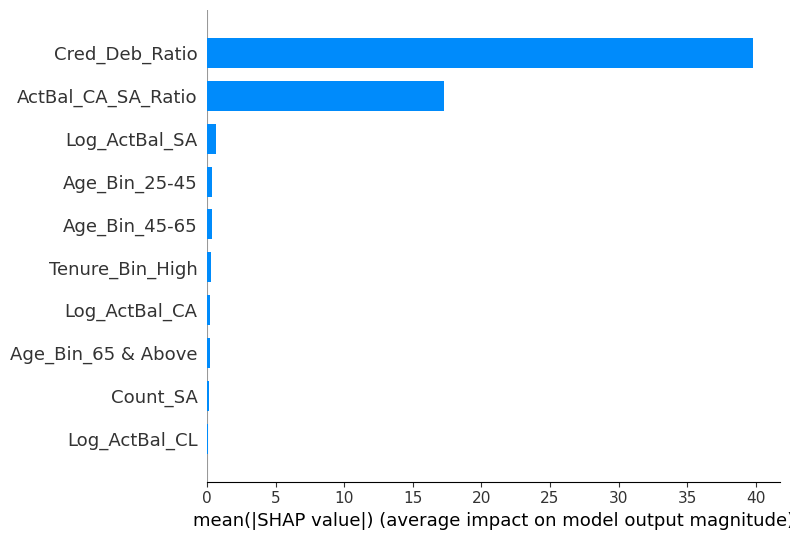 Cred_Deb_Ratio
ActBal_CA_SA_Ratio
Log_ActBal_SA
Age_Bin_25-45
Age_Bin_45-65
Tenure_Bin_High
Log_ActBal_CA
Age_Bin_65 & Above
Count_SA
Log_ActBal_CL
0 5 10 15 20 25 30 35 40
mean(|SHAP value|) (average impact on model output magnitude)